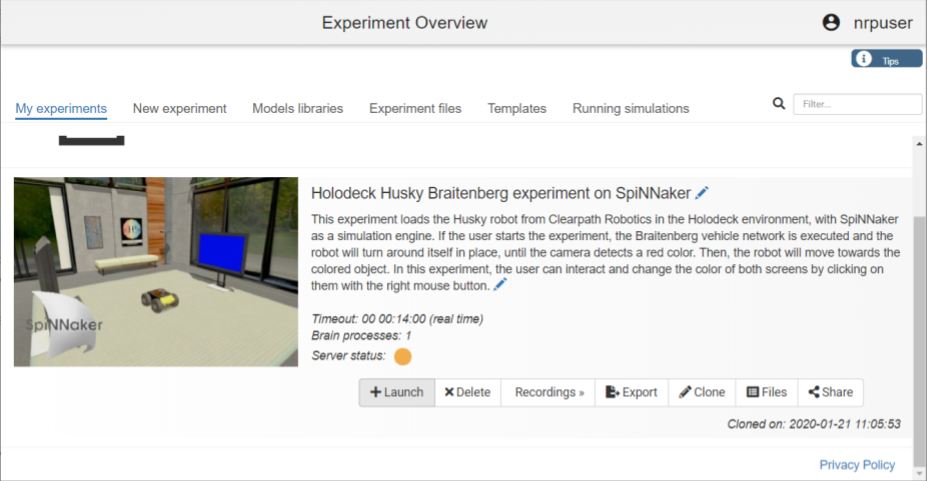 Experiment Overview
nrpuser
Tips
My experiments
New experiment
Models libraries
Experiment files
Templates
Running simulations
Filter...
Holodeck Husky Braitenberg experiment on SpiNNaker
This experiment loads the Husky robot from Clearpath Robotics in the Holodeck environment, with SpiNNaker
as a simulation engine. If the user starts the experiment, the Braitenberg vehicle network is executed and the
robot will turn around itself in place, until the camera detects a red color. Then, the robot will move towards the
colored object. In this experiment, the user can interact and change the color of both screens by clicking on
them with the right mouse button.
SpiNNaker
Timeout: 00 00:14:00 (real time)
Brain processes: 1
Server status:
Launch
Delete
Recordings »
Export
Clone
Files
Share
Cloned on: 2020-01-21 11:05:53
Privacy Policy